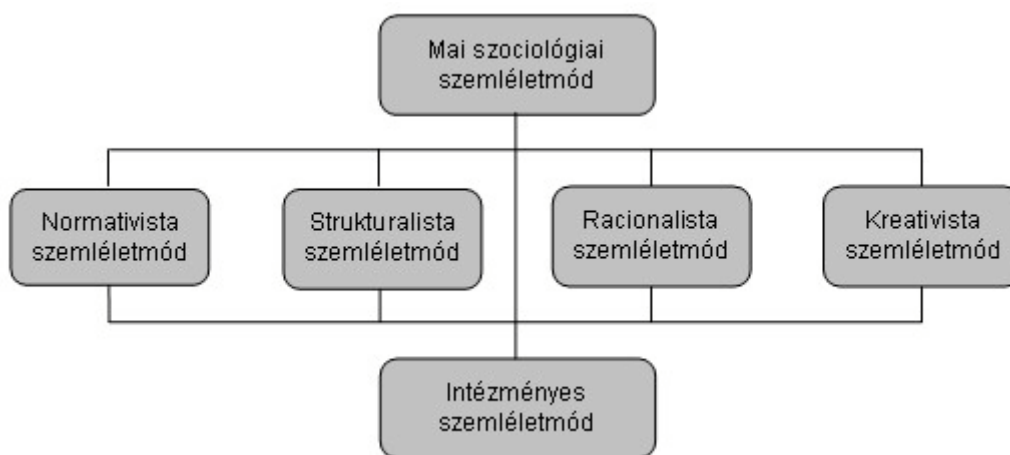 Mai szociológiai
szemléletmód
Normativista
szemléletmód
Strukturalista
szemléletmód
Racionalista
szemléletmód
Kreativista
szemléletmód
Intézményes
szemléletmód